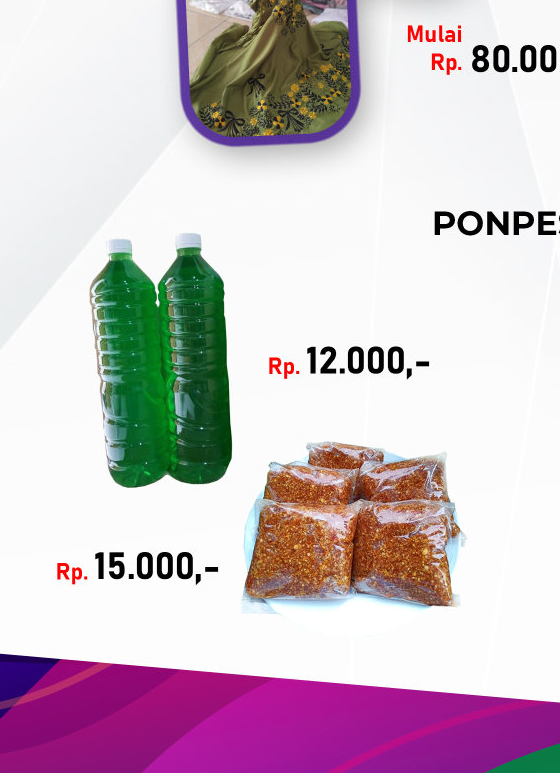 Mulai
Rp. 80.00
PONPE
Rp. 12.000,-
Rp. 15.000,-